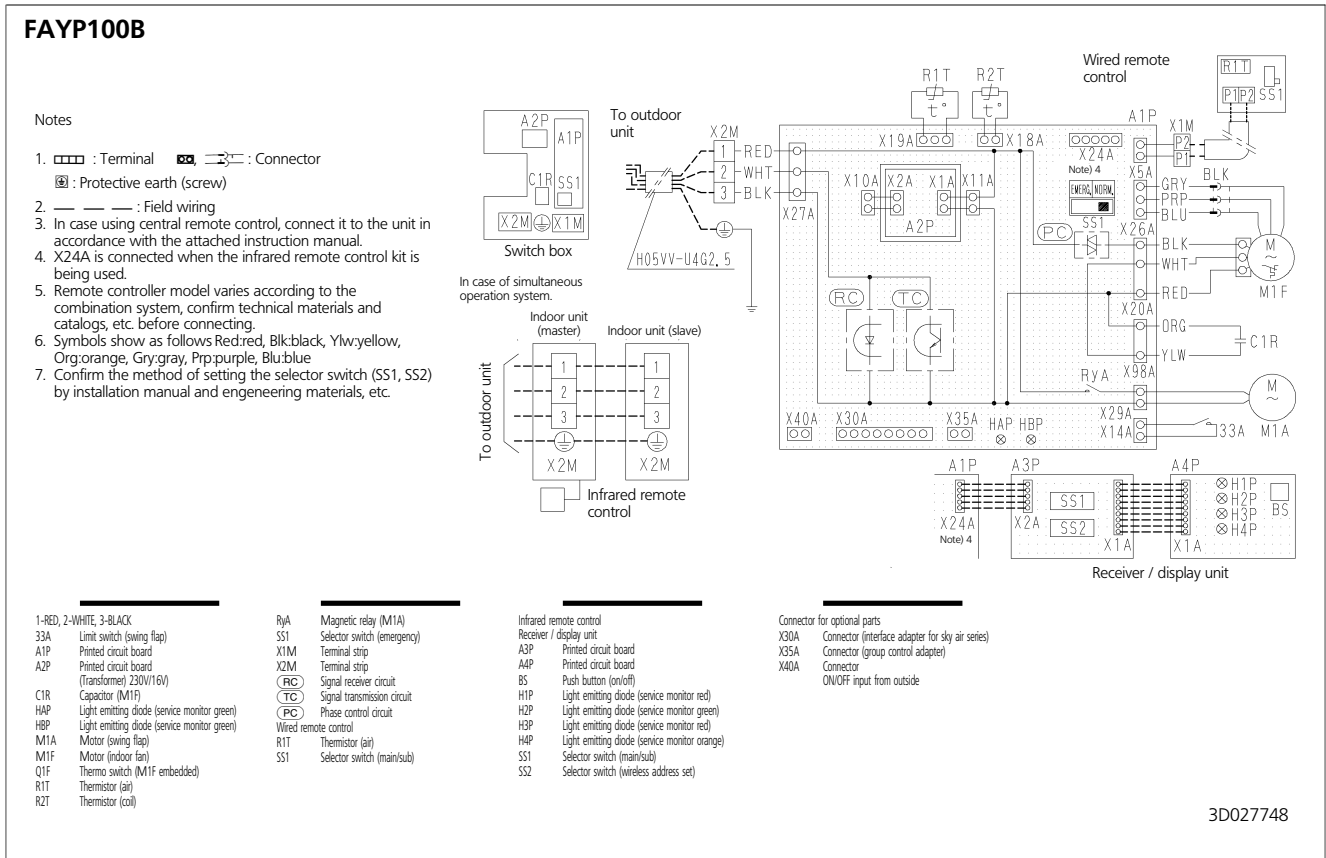 FAYP100B
Notes
1. : Terminal , : Connector
: Protective earth (screw)
2. — — — : Field wiring
3. In case using central remote control, connect it to the unit in
accordance with the attached instruction manual.
4. X24A is connected when the infrared remote control kit is
being used.
5. Remote controller model varies according to the
combination system, confirm technical materials and
catalogs, etc. before connecting.
6. Symbols show as follows Red:red, Blk:black, Ylw:yellow,
Org:orange, Gry:gray, Prp:purple, Blu:blue
7. Confirm the method of setting the selector switch (SS1, SS2)
by installation manual and engeneering materials, etc.
A2P
A1P
C1R
SS1
X2M
X1M
Switch box
To outdoor
unit
H05VV-U4G2.5
X2M
1
2
3
RED
WHT
BLK
X27A
In case of simultaneous
operation system.
Indoor unit
(master)
Indoor unit (slave)
To outdoor unit
1
2
3
1
2
3
X2M
X2M
Infrared remote
control
R1T
R2T
t°
t°
X19A
X18A
X10A
X2A
X1A
X11A
A2P
RC
TC
X40A
X30A
X35A
HAP
HBP
A1P
X24A
Note) 4
EMERG.
NORM.
SS1
PC
RyA
Wired remote
control
R1T
P1
P2
SS1
X1M
P2
P1
X5A
GRY
PRP
BLU
BLK
X26A
BLK
WHT
RED
M
~
M1F
X20A
ORG
YLW
C1R
X98A
M
~
M1A
X29A
X14A
33A
A1P
X24A
Note) 4
A3P
X2A
SS1
SS2
X1A
A4P
X1A
H1P
H2P
H3P
H4P
BS
Receiver / display unit
1-RED, 2-WHITE, 3-BLACK
33A Limit switch (swing flap)
A1P Printed circuit board
A2P Printed circuit board
(Transformer) 230V/16V)
C1R Capacitor (M1F)
HAP Light emitting diode (service monitor green)
HBP Light emitting diode (service monitor green)
M1A Motor (swing flap)
M1F Motor (indoor fan)
Q1F Thermo switch (M1F embedded)
R1T Thermistor (air)
R2T Thermistor (coil)
RyA Magnetic relay (M1A)
SS1 Selector switch (emergency)
X1M Terminal strip
X2M Terminal strip
RC Signal receiver circuit
TC Signal transmission circuit
PC Phase control circuit
Wired remote control
R1T Thermistor (air)
SS1 Selector switch (main/sub)
Infrared remote control
Receiver / display unit
A3P Printed circuit board
A4P Printed circuit board
BS Push button (on/off)
H1P Light emitting diode (service monitor red)
H2P Light emitting diode (service monitor green)
H3P Light emitting diode (service monitor red)
H4P Light emitting diode (service monitor orange)
SS1 Selector switch (main/sub)
SS2 Selector switch (wireless address set)
Connector for optional parts
X30A Connector (interface adapter for sky air series)
X35A Connector (group control adapter)
X40A Connector
ON/OFF input from outside
3D027748